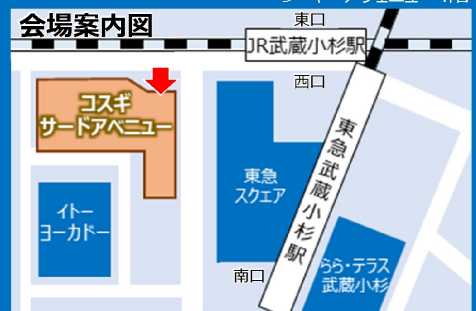 会場案内図
東口
JR武蔵小杉駅
西口
コスギ
サードアベニュー
東急
スクエア
東急武蔵小杉駅
イトー
ヨーカドー
南口
らら・テラス
武蔵小杉